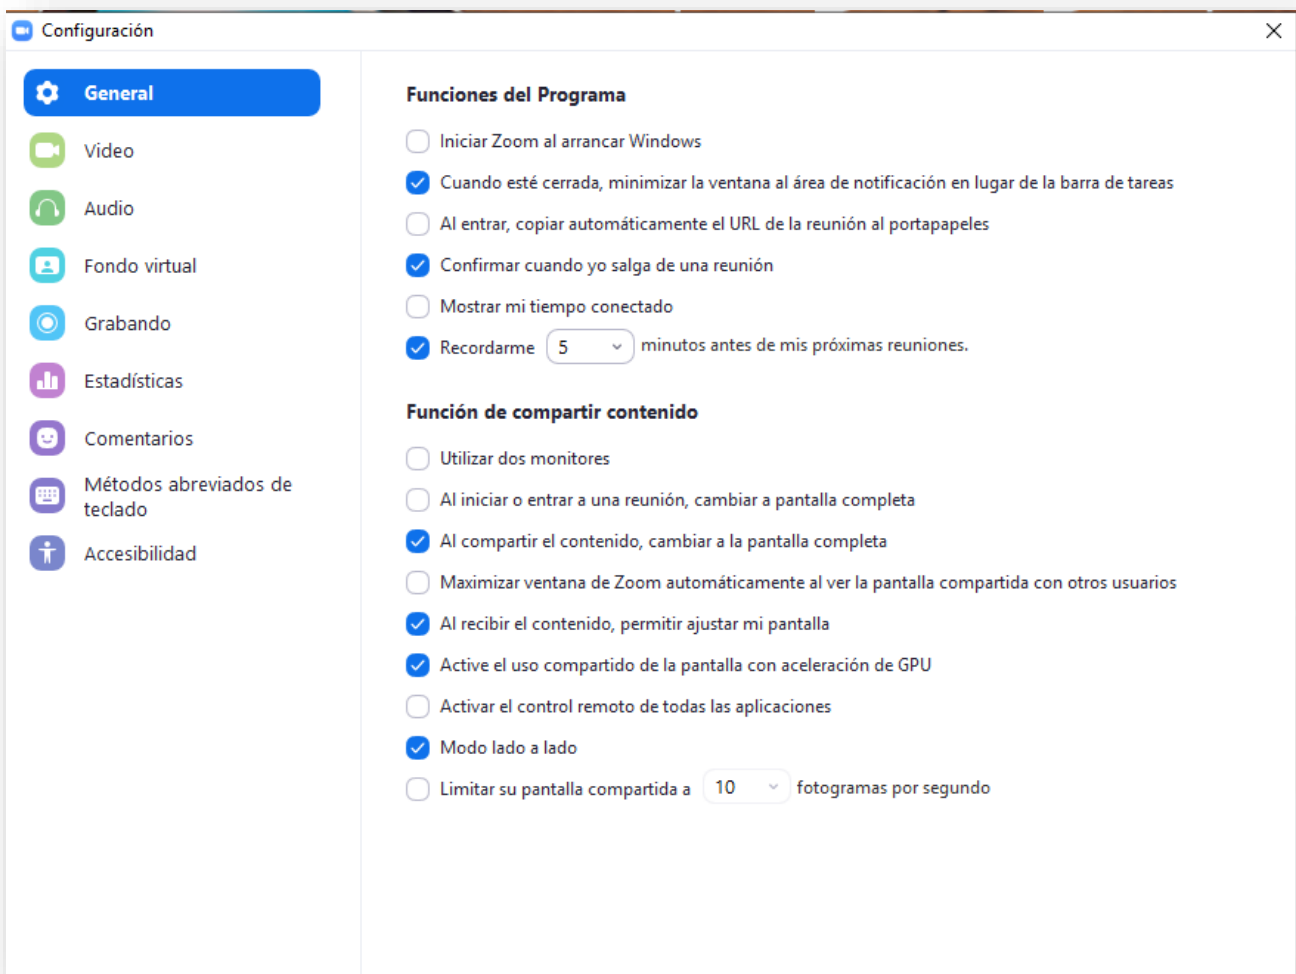 Configuración
General
Video
Audio
Fondo virtual
Grabando
Estadísticas
Comentarios
Métodos abreviados de
teclado
Accesibilidad
Funciones del Programa
Iniciar Zoom al arrancar Windows
Cuando esté cerrada, minimizar la ventana al área de notificación en lugar de la barra de tareas
Al entrar, copiar automáticamente el URL de la reunión al portapapeles
Confirmar cuando yo salga de una reunión
Mostrar mi tiempo conectado
Recordarme 5 minutos antes de mis próximas reuniones.
Función de compartir contenido
Utilizar dos monitores
Al iniciar o entrar a una reunión, cambiar a pantalla completa
Al compartir el contenido, cambiar a la pantalla completa
Maximizar ventana de Zoom automáticamente al ver la pantalla compartida con otros usuarios
Al recibir el contenido, permitir ajustar mi pantalla
Active el uso compartido de la pantalla con aceleración de GPU
Activar el control remoto de todas las aplicaciones
Modo lado a lado
Limitar su pantalla compartida a 10 fotogramas por segundo